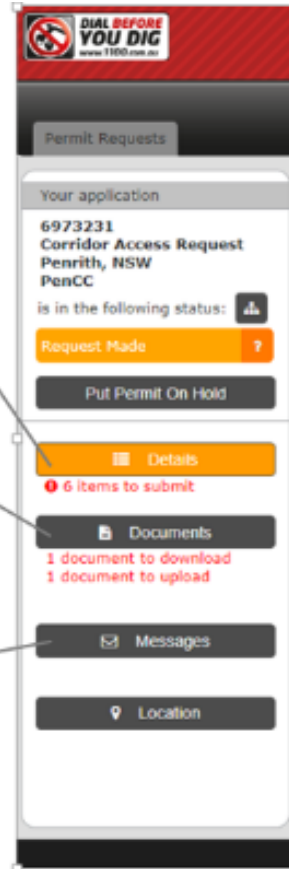 DIAL BEFORE
YOU DIG
www.1100.com.au
Permit Requests
Your application
6973231
Corridor Access Request
Penrith, NSW
PenCC
is in the following status:
Request Made ?
Put Permit On Hold
Details
6 items to submit
Documents
1 document to download
1 document to upload
Messages
Location